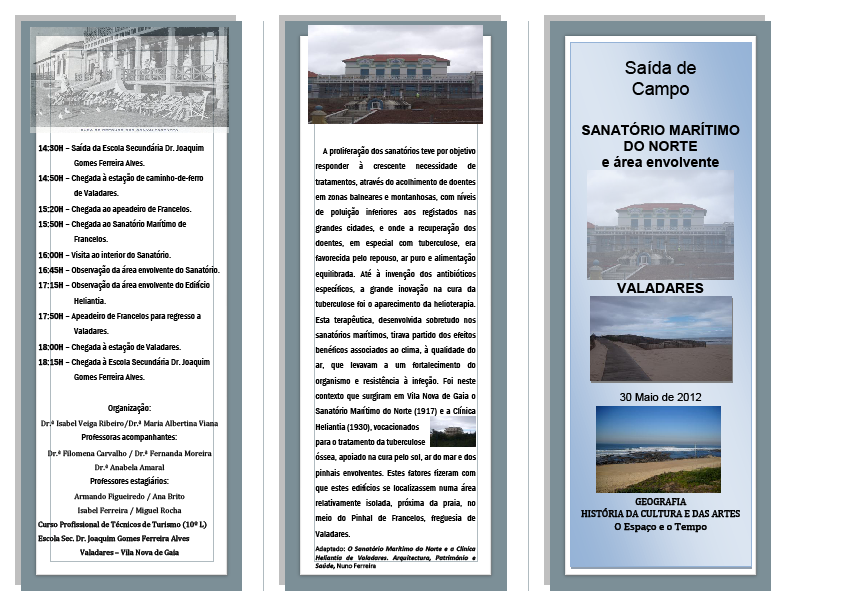 14:30H – Saída da Escola Secundária Dr. Joaquim
Gomes Ferreira Alves.
14:50H – Chegada à estação de caminho-de-ferro
de Valadares.
15:20H – Chegada ao apeadeiro de Francelos.
15:50H – Chegada ao Sanatório Marítimo de
Francelos.
16:00H – Visita ao interior do Sanatório.
16:45H – Observação da área envolvente do Sanatório.
17:15H – Observação da área envolvente do Edifício
Heliantia.
17:50H – Apeadeiro de Francelos para regresso a
Valadares.
18:00H – Chegada à estação de Valadares.
18:15H – Chegada à Escola Secundária Dr. Joaquim
Gomes Ferreira Alves.
Organização:
Dr.ª Isabel Veiga Ribeiro/Dr.ª Maria Albertina Viana
Professoras acompanhantes:
Dr.ª Filomena Carvalho / Dr.ª Fernanda Moreira
Dr.ª Anabela Amaral
Professores estagiários:
Armando Figueiredo / Ana Brito
Isabel Ferreira / Miguel Rocha
Curso Profissional de Técnicos de Turismo (10º L)
Escola Sec. Dr. Joaquim Gomes Ferreira Alves
Valadares – Vila Nova de Gaia
A proliferação dos sanatórios teve por objetivo
responder à crescente necessidade de
tratamentos, através do acolhimento de doentes
em zonas balneares e montanhosas, com níveis
de poluição inferiores aos registados nas
grandes cidades, e onde a recuperação dos
doentes, em especial com tuberculose, era
favorecida pelo repouso, ar puro e alimentação
equilibrada. Até à invenção dos antibióticos
específicos, a grande inovação na cura da
tuberculose foi o aparecimento da helioterapia.
Esta terapêutica, desenvolvida sobretudo nos
sanatórios marítimos, tirava partido dos efeitos
benéficos associados ao clima, à qualidade do
ar, que levavam a um fortalecimento do
organismo e resistência à infeção. Foi neste
contexto que surgiram em Vila Nova de Gaia o
Sanatório Marítimo do Norte (1917) e a Clínica
Heliantia (1930), vocacionados
para o tratamento da tuberculose
óssea, apoiado na cura pelo sol, ar do mar e dos
pinhais envolventes. Estes fatores fizeram com
que estes edifícios se localizassem numa área
relativamente isolada, próxima da praia, no
meio do Pinhal de Francelos, freguesia de
Valadares.
Adaptado: O Sanatório Marítimo do Norte e a Clínica
Heliantia de Valadares. Arquitectura, Património e
Saúde, Nuno Ferreira
Saída de
Campo
SANATÓRIO MARÍTIMO
DO NORTE
e área envolvente
VALADARES
30 Maio de 2012
GEOGRAFIA
HISTÓRIA DA CULTURA E DAS ARTES
O Espaço e o Tempo